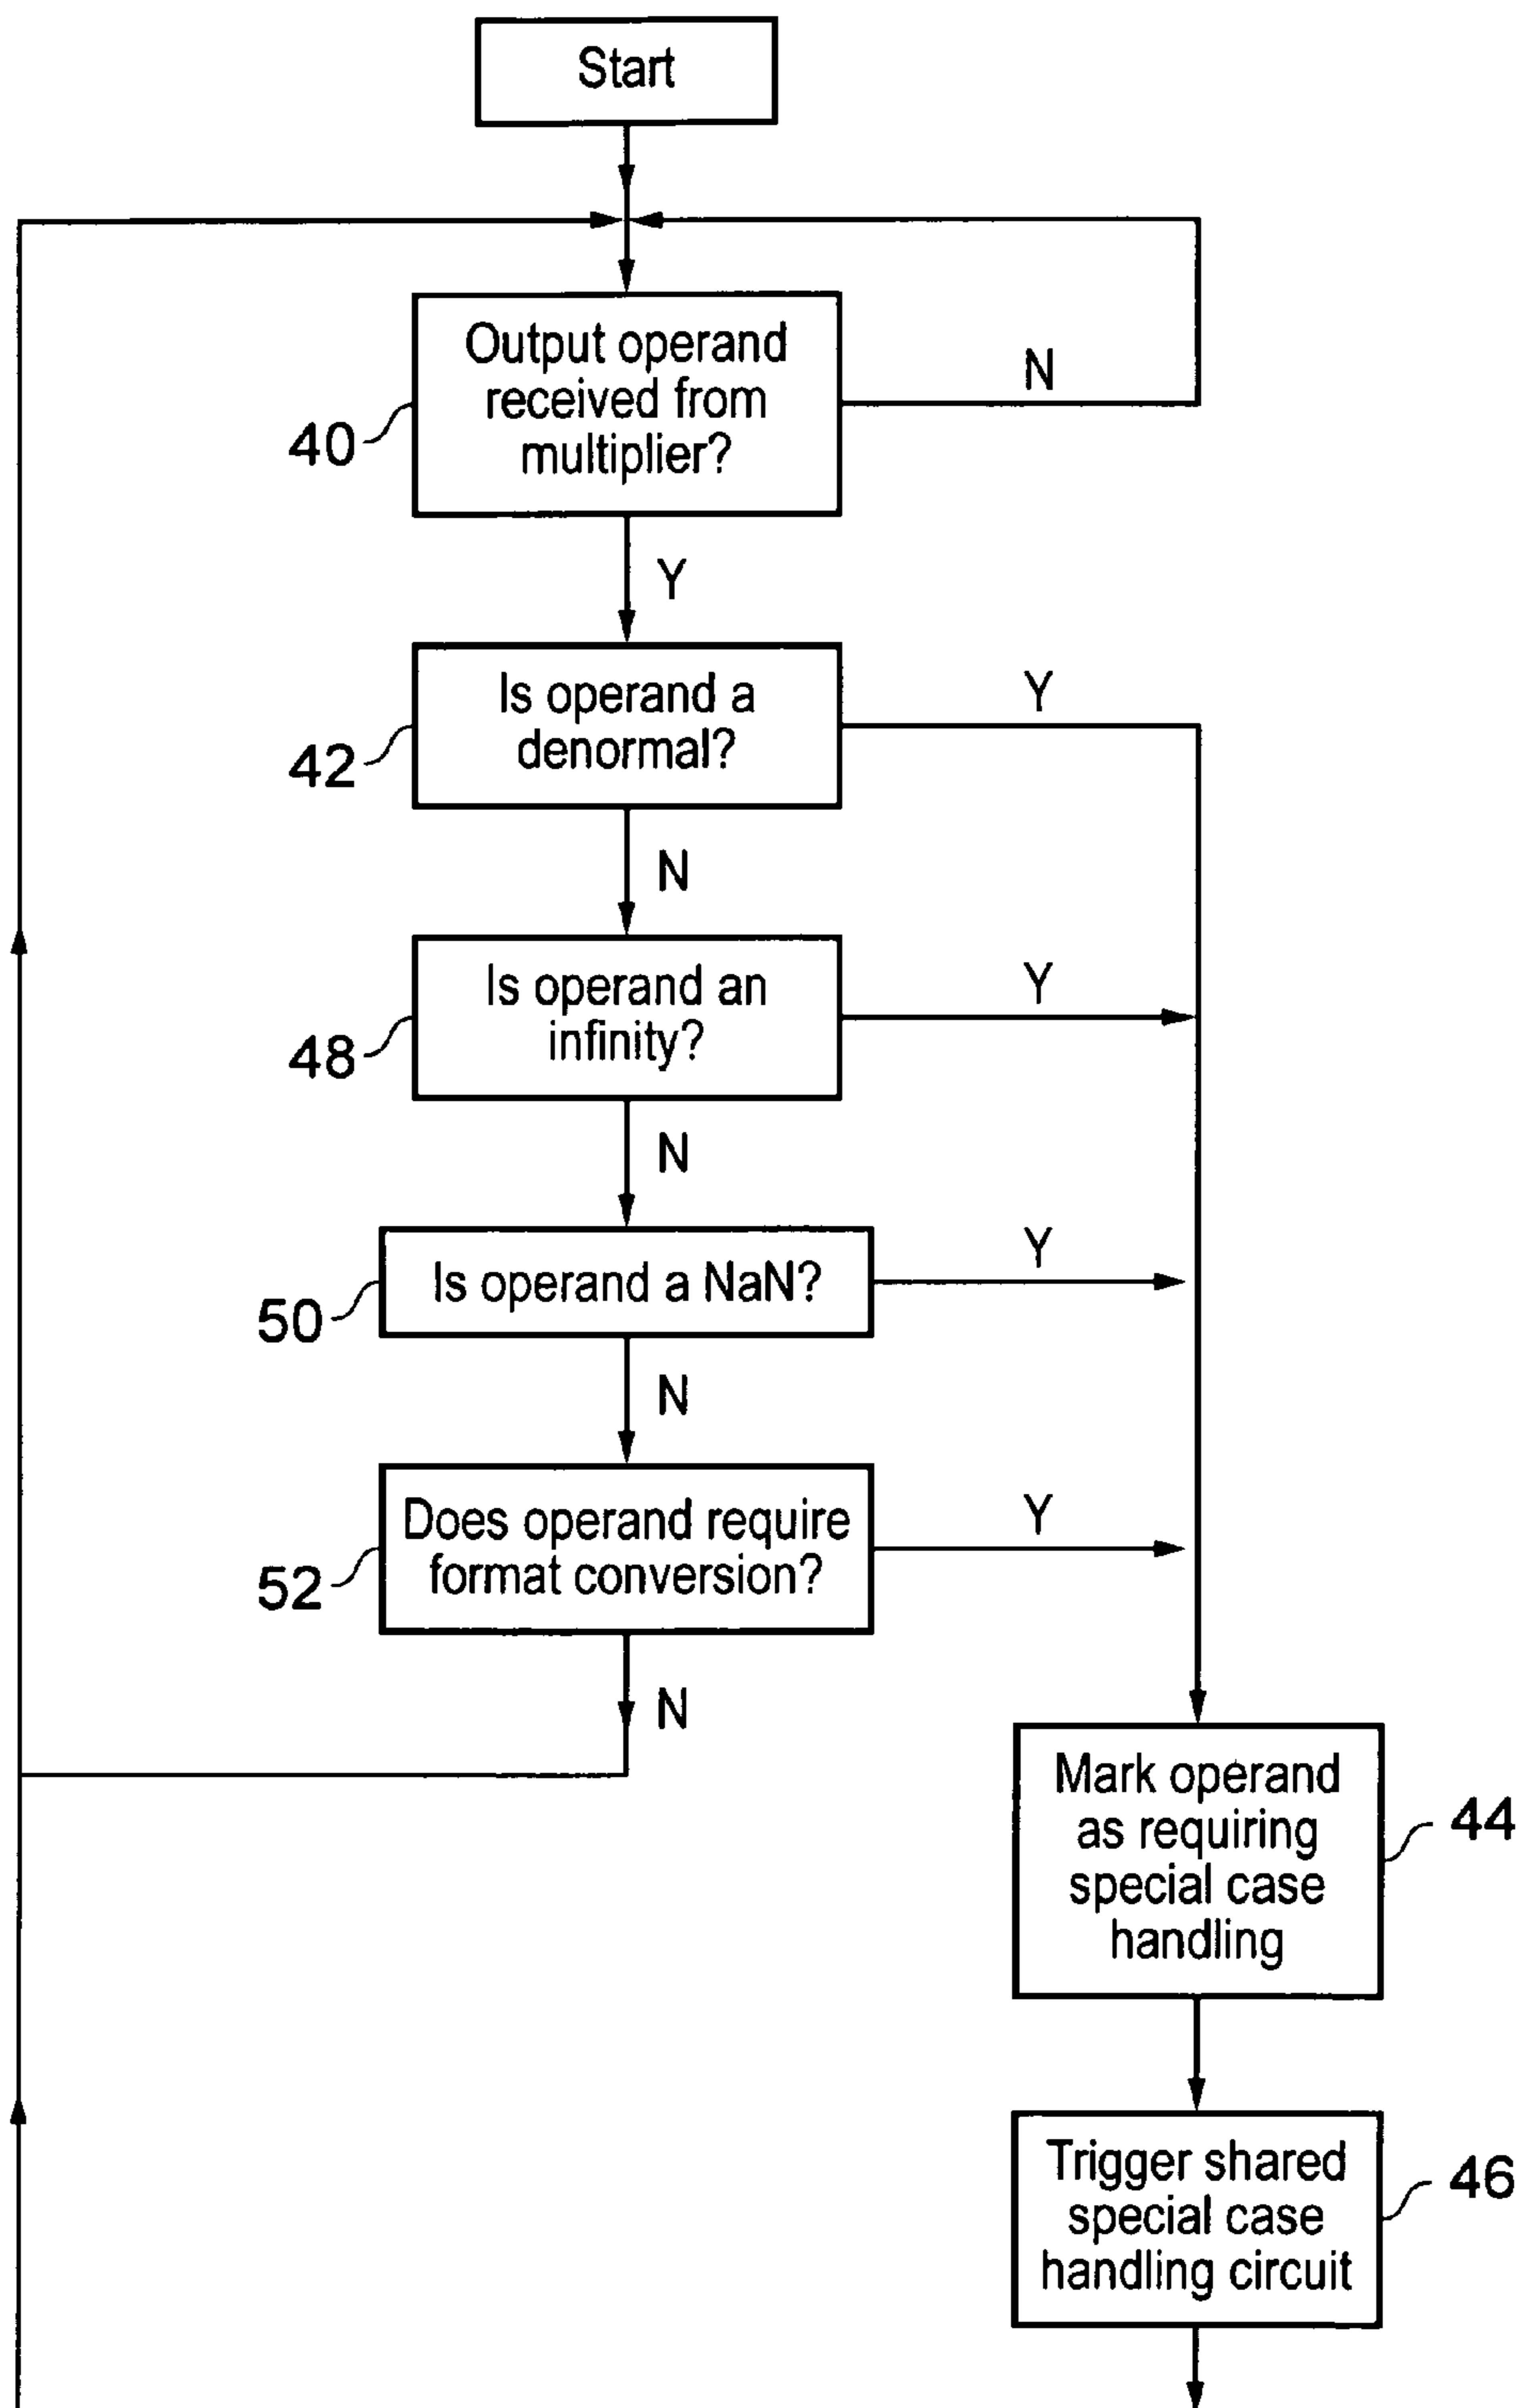 Start
Output operand
received from
multiplier?
40
N
Y
Is operand a
denormal?
42
Y
N
Is operand an
infinity?
48
Y
N
Is operand a NaN?
50
Y
N
Does operand require
format conversion?
52
Y
N
Mark operand
as requiring
special case
handling
44
Trigger shared
special case
handling circuit
46